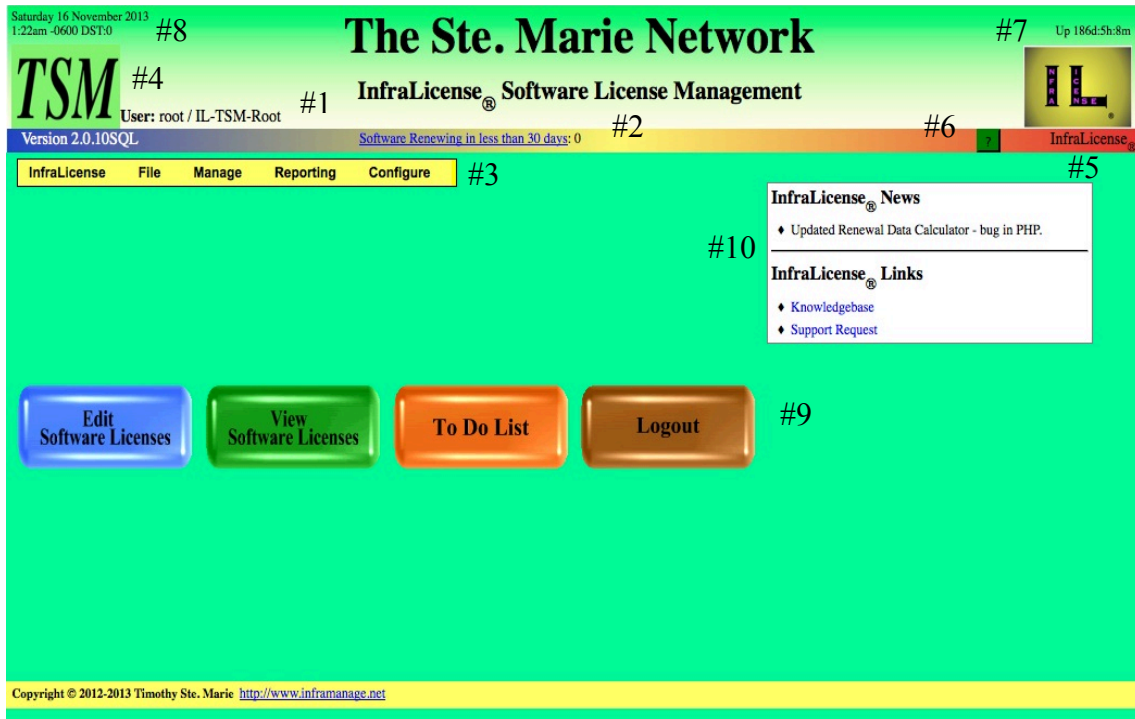 Saturday 16 November 2013
1:22am -0600 DST:0
#8
The Ste. Marie Network
#7
Up 186d:5h:8m
TSM
#4
User: root / IL-TSM-Root
#1
InfraLicense® Software License Management
INFRA LICENSE ®
Version 2.0.10SQL
Software Renewing in less than 30 days: 0
#2
#6
?
InfraLicense®
InfraLicense File Manage Reporting Configure
#3
#5
InfraLicense® News
♦ Updated Renewal Data Calculator - bug in PHP.
#10
InfraLicense® Links
♦ Knowledgebase
♦ Support Request
Edit
Software Licenses
View
Software Licenses
To Do List
Logout
#9
Copyright © 2012-2013 Timothy Ste. Marie http://www.inframanage.net